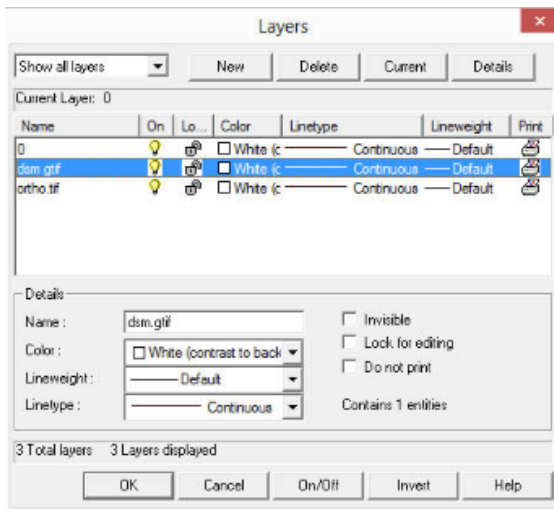 Layers
Show all layers New Delete Current Details
Current Layer: 0
Name On Lo... Color Linetype Lineweight Print
0 White (c Continuous Default
dsm.gtif White (c Continuous Default
ortho.tif White (c Continuous Default
Details
Name : dsm.gtif Invisible
Color : White (contrast to back Lock for editing
Lineweight : Default Do not print
Linetype : Continuous Contains 1 entities
3 Total layers 3 Layers displayed
OK Cancel On/Off Invert Help